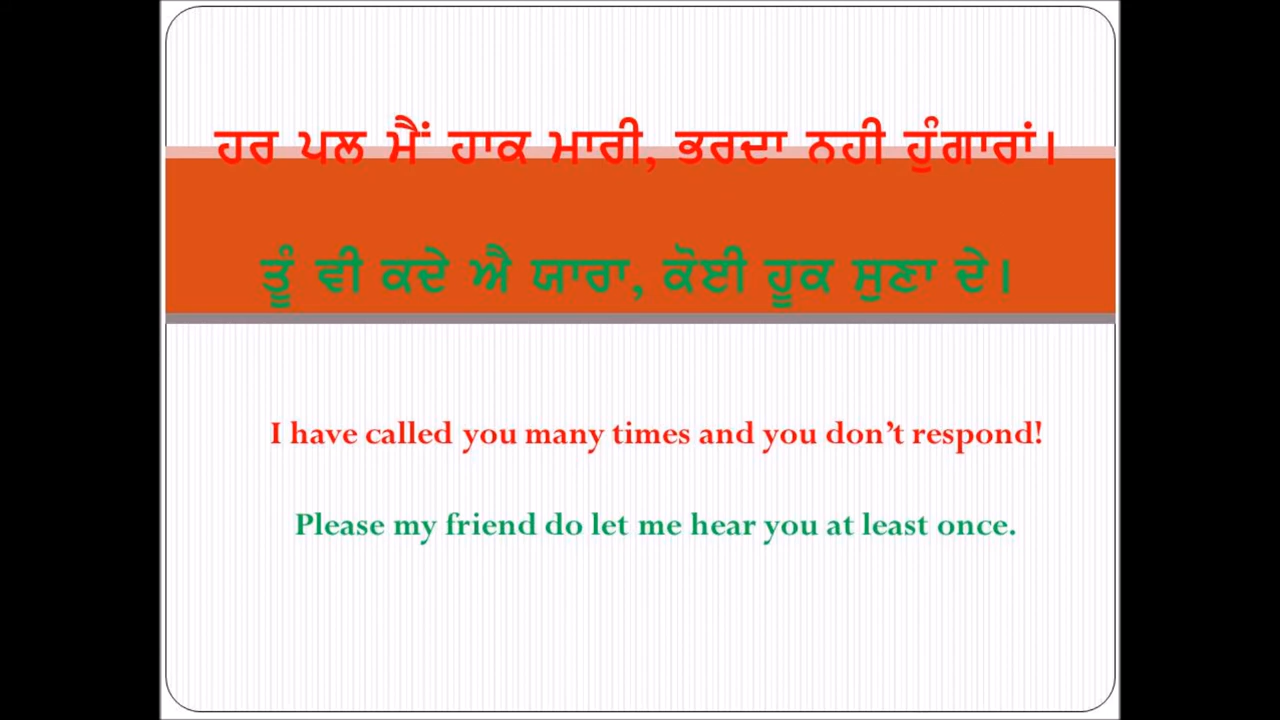 ਹਰ ਪਲ ਮੈਂ ਹਾਕ ਮਾਰੀ, ਭਰਦਾ ਨਹੀ ਹੁੰਗਾਰਾਂ।
ਤੂੰ ਵੀ ਕਦੇ ਐ ਯਾਰਾ, ਕੋਈ ਹੂਕ ਸੁਣਾ ਦੇ।
I have called you many times and you don’t respond!
Please my friend do let me hear you at least once.